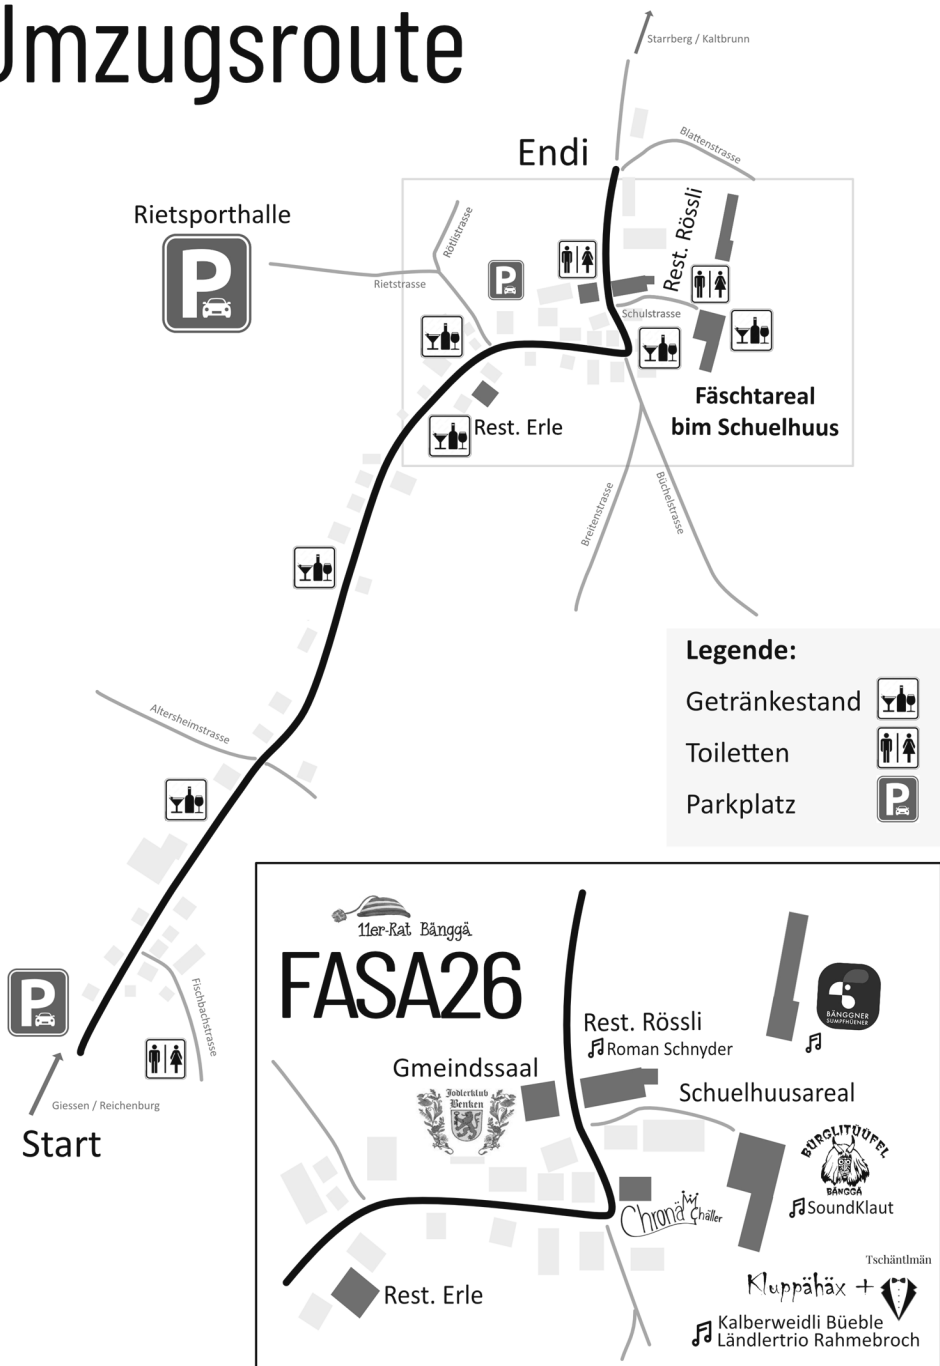 Umzugsroute
Starrberg / Kaltbrunn
Blattenstrasse
Endi
Rietsporthalle
P
Rötlistrasse
Rietstrasse
P
Rest. Rössli
Schulstrasse
Fäschtareal
bim Schuelhuus
Rest. Erle
Breitenstrasse
Büchelstrasse
Legende:
Getränkestand
Toiletten
Parkplatz
P
Altersheimstrasse
P
Fischbachstrasse
Giessen / Reichenburg
Start
11er-Rat Bänggä
FASA26
BÄNGGNER
SUMPFHÜENER
Rest. Rössli
Roman Schnyder
Gmeindssaal
Jodlerklub
Benken
Schuelhuusareal
BÜRGLITÜÜFEL
BÄNGGÄ
SoundKlaut
Chronä Chäller
Tschäntlmän
Kluppähäx +
Rest. Erle
Kalberweidli Büeble
Ländlertrio Rahmebroch